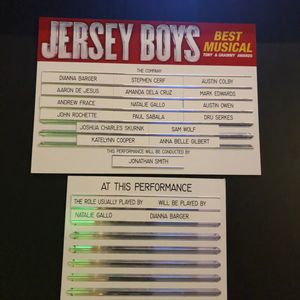 JERSEY BOYS
BEST
MUSICAL
TONY & GRAMMY AWARDS
THE COMPANY
DIANNA BARGER STEPHEN CERF AUSTIN COLBY
AARON DE JESUS AMANDA DELA CRUZ MARK EDWARDS
ANDREW FRACE NATALIE GALLO AUSTIN OWEN
JOHN ROCHETTE PAUL SABALA DRU SERKES
JOSHUA CHARLES SKURNIK SAM WOLF
KATELYNN COOPER ANNA BELLE GILBERT
THIS PERFORMANCE WILL BE CONDUCTED BY
JONATHAN SMITH
AT THIS PERFORMANCE
THE ROLE USUALLY PLAYED BY WILL BE PLAYED BY
NATALIE GALLO DIANNA BARGER